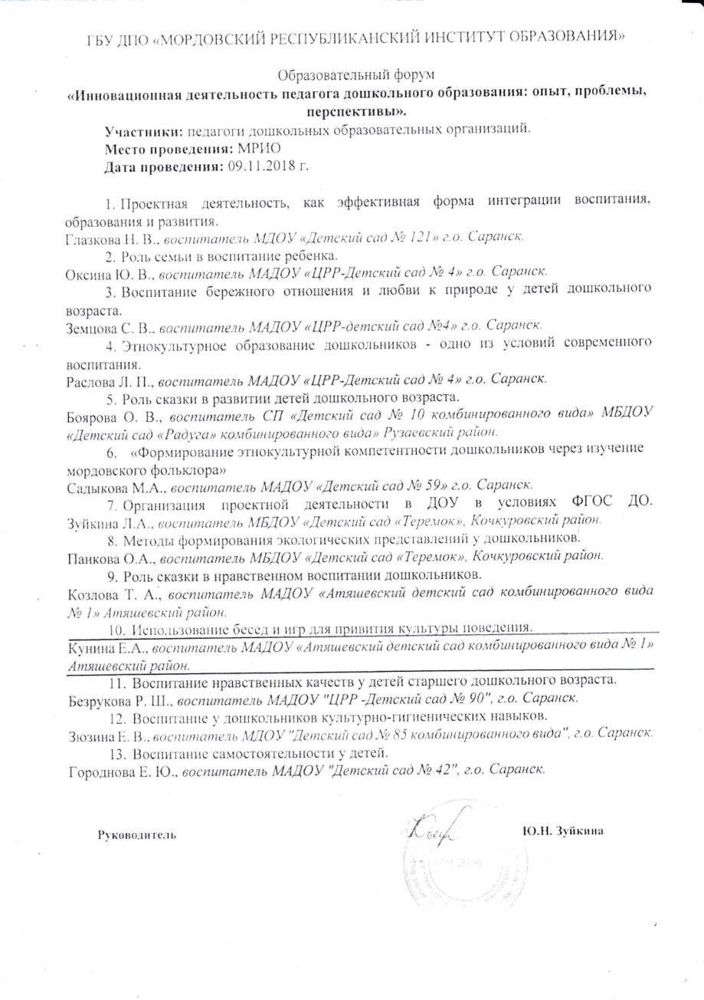 ГБУ ДПО «МОРДОВСКИЙ РЕСПУБЛИКАНСКИЙ ИНСТИТУТ ОБРАЗОВАНИЯ»
Образовательный форум
«Инновационная деятельность педагога дошкольного образования: опыт, проблемы,
перспективы».
Участники: педагоги дошкольных образовательных организаций.
Место проведения: МРИО
Дата проведения: 09.11.2018 г.
1. Проектная деятельность, как эффективная форма интеграции воспитания,
образования и развития.
Глазкова Н. В., воспитатель МДОУ «Детский сад № 121» г.о. Саранск.
2. Роль семьи в воспитание ребенка.
Оксина Ю. В., воспитатель МАДОУ «ЦРР-Детский сад № 4» г.о. Саранск.
3. Воспитание бережного отношения и любви к природе у детей дошкольного
возраста.
Земцова С. В., воспитатель МАДОУ «ЦРР-детский сад №4» г.о. Саранск.
4. Этнокультурное образование дошкольников - одно из условий современного
воспитания.
Раслова Л. П., воспитатель МАДОУ «ЦРР-Детский сад № 4» г.о. Саранск.
5. Роль сказки в развитии детей дошкольного возраста.
Боярова О. В., воспитатель СП «Детский сад № 10 комбинированного вида» МБДОУ
«Детский сад «Радуга» комбинированного вида» Рузаевский район.
6. «Формирование этнокультурной компетентности дошкольников через изучение
мордовского фольклора»
Садыкова М.А., воспитатель МАДОУ «Детский сад № 59» г.о. Саранск.
7. Организация проектной деятельности в ДОУ в условиях ФГОС ДО.
Зуйкина Л.А., воспитатель МБДОУ «Детский сад «Теремок», Кочкуровский район.
8. Методы формирования экологических представлений у дошкольников.
Панкова О.А., воспитатель МБДОУ «Детский сад «Теремок», Кочкуровский район.
9. Роль сказки в нравственном воспитании дошкольников.
Козлова Т. А., воспитатель МАДОУ «Атяшевский детский сад комбинированного вида
№ 1» Атяшевский район.
10. Использование бесед и игр для привития культуры поведения.
Кунина Е.А., воспитатель МАДОУ «Атяшевский детский сад комбинированного вида № 1»
Атяшевский район.
11. Воспитание нравственных качеств у детей старшего дошкольного возраста.
Безрукова Р. Ш., воспитатель МАДОУ "ЦРР -Детский сад № 90", г.о. Саранск.
12. Воспитание у дошкольников культурно-гигиенических навыков.
Зюзина Е. В., воспитатель МДОУ "Детский сад № 85 комбинированного вида", г.о. Саранск.
13. Воспитание самостоятельности у детей.
Городнова Е. Ю., воспитатель МАДОУ "Детский сад № 42", г.о. Саранск.
Руководитель Ю.Н. Зуйкина